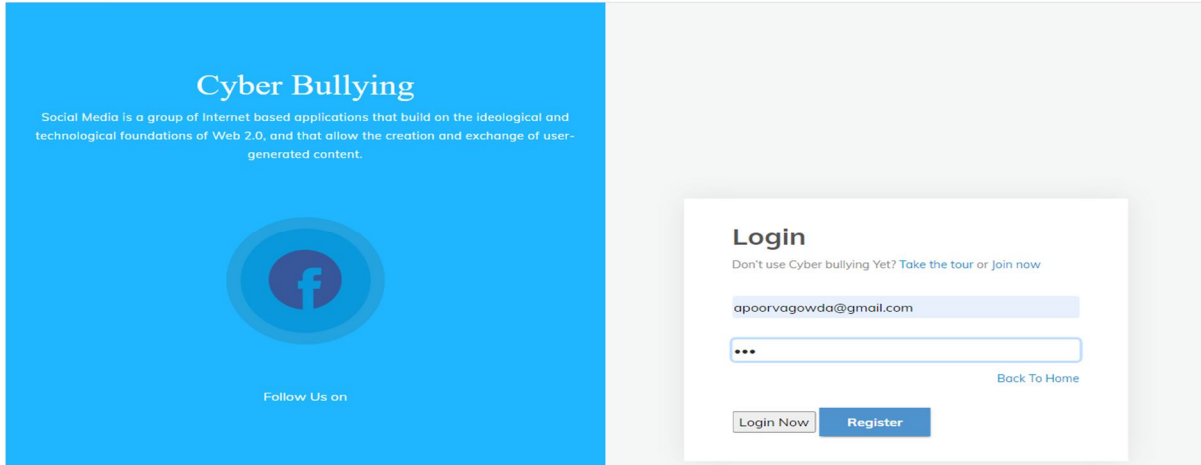 Cyber Bullying
Social Media is a group of Internet based applications that build on the ideological and
technological foundations of Web 2.0, and that allow the creation and exchange of user-
generated content.
f
Follow Us on
Login
Don't use Cyber bullying Yet? Take the tour or Join now
apoorvagowda@gmail.com
•••
Back To Home
Login Now Register